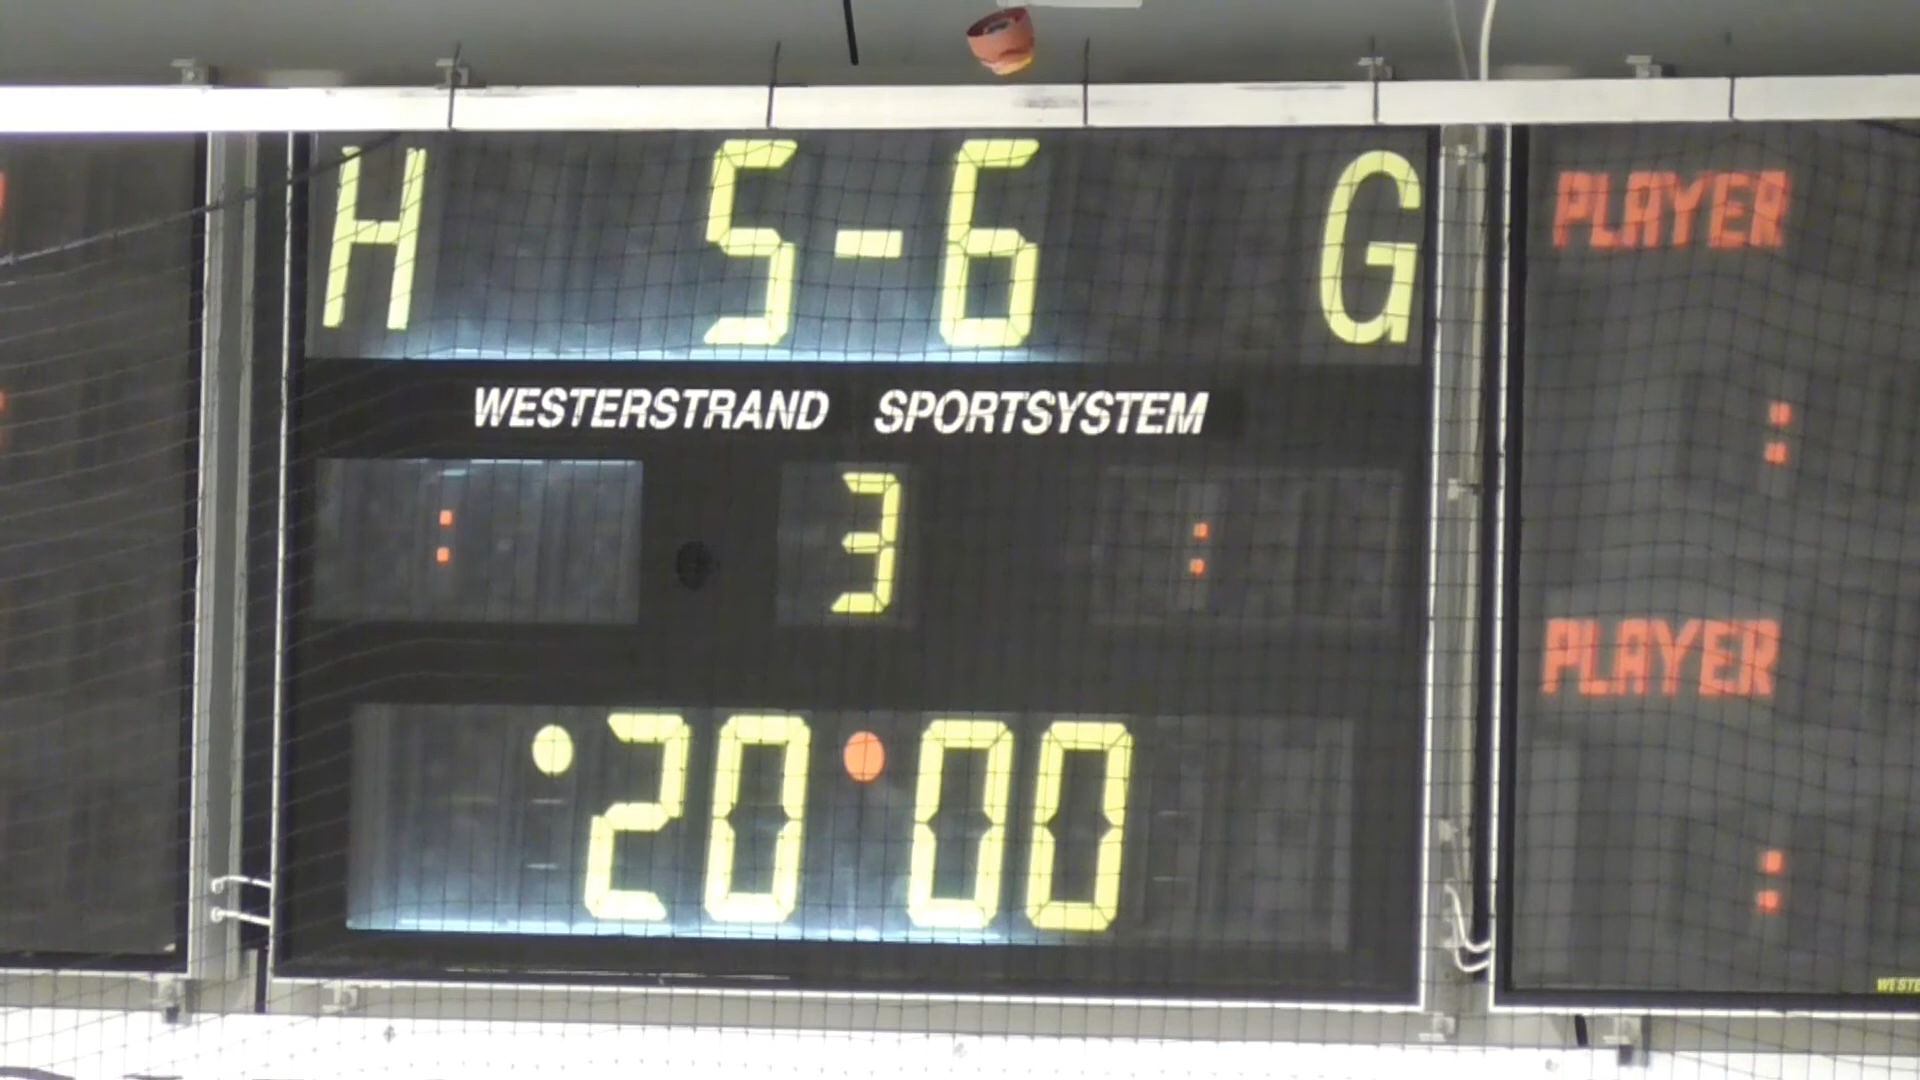 H 5-6 G
WESTERSTRAND SPORTSYSTEM
: 3 :
20 00
PLAYER
:
PLAYER
: